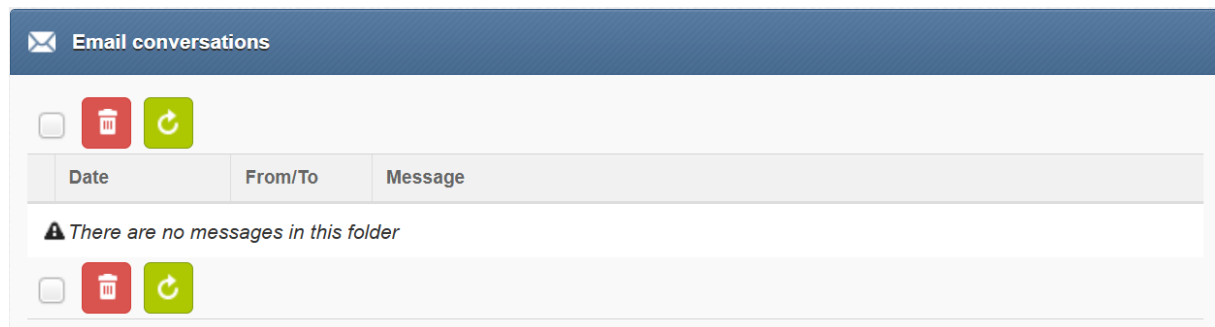 Email conversations
Date From/To Message
There are no messages in this folder